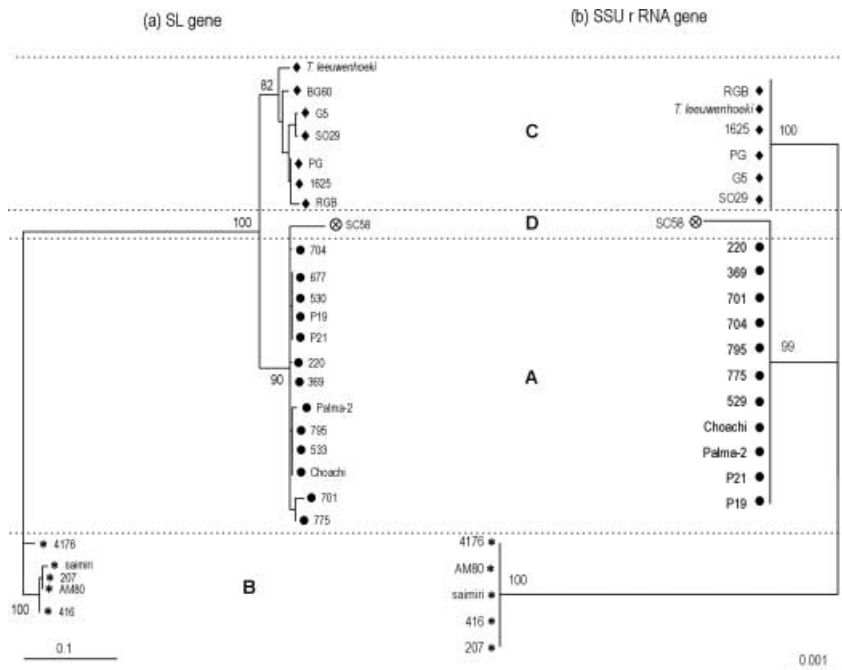 (a) SL gene
(b) SSU r RNA gene
T. leeuwenhoeki
82
BG60
G5
SO29
PG
1625
RGB
C
RGB
T. leeuwenhoeki
1625
100
PG
G5
SO29
100
SC58
D
SC58
704
677
530
P19
P21
220
369
90
Palma-2
795
533
Choachi
701
775
A
220
369
701
704
795
99
775
529
Choachi
Palma-2
P21
P19
4176
saimiri
207
AM80
100
416
B
4176
AM80
100
saimiri
416
207
0.1
0.001